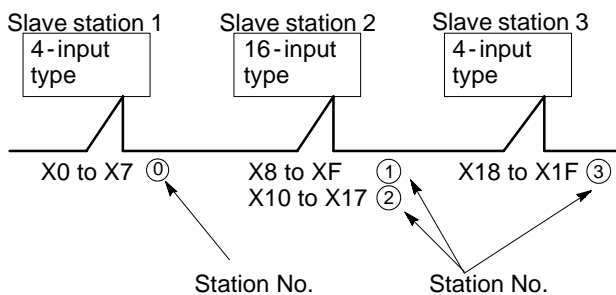 Slave station 1 Slave station 2 Slave station 3
4-input 16-input 4-input
type type type
X0 to X7 ⓪ X8 to XF ① X18 to X1F ③
X10 to X17 ②
Station No. Station No.